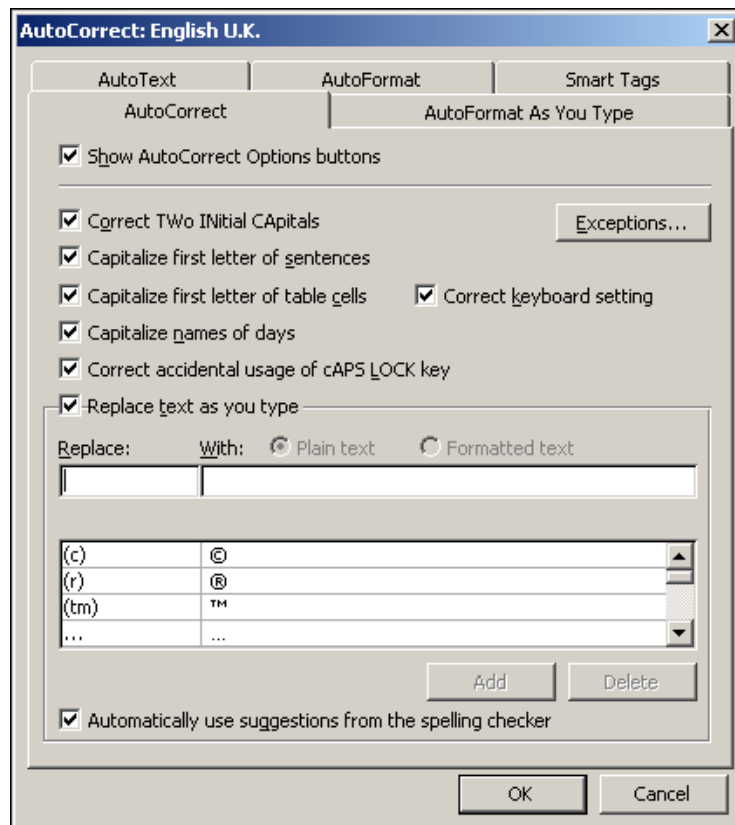 AutoCorrect: English U.K.
AutoText AutoFormat Smart Tags
AutoCorrect AutoFormat As You Type
Show AutoCorrect Options buttons
Correct TWo INitial CApitals Exceptions...
Capitalize first letter of sentences
Capitalize first letter of table cells Correct keyboard setting
Capitalize names of days
Correct accidental usage of cAPS LOCK key
Replace text as you type
Replace: With: Plain text Formatted text
(c) ©
(r) ®
(tm) ™
... …
Add Delete
Automatically use suggestions from the spelling checker
OK Cancel